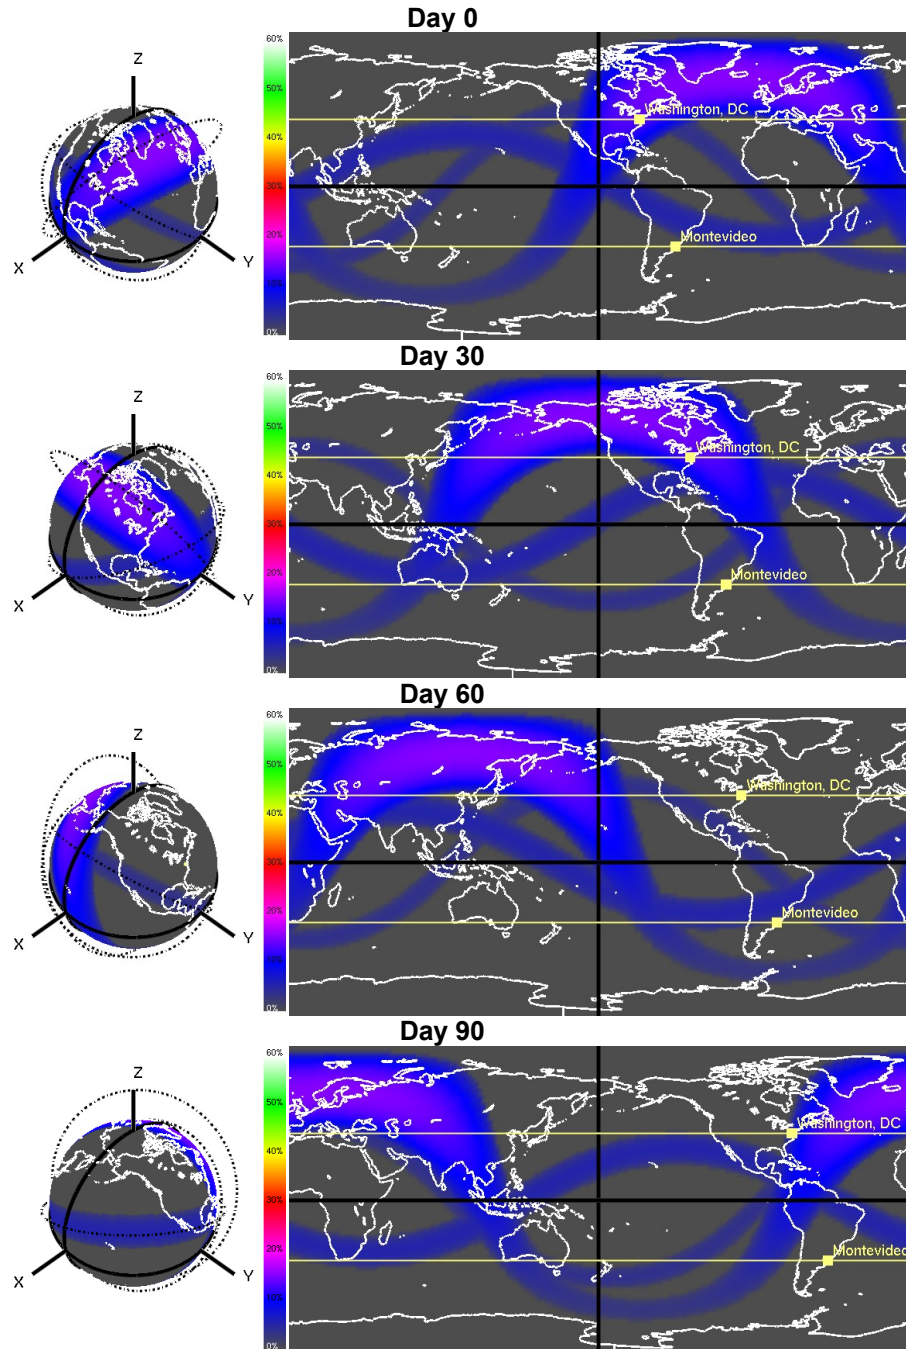 Day 0
Z
X
Y
60%
50%
40%
30%
20%
10%
0%
Washington, DC
Montevideo
Day 30
Z
X
Y
60%
50%
40%
30%
20%
10%
0%
Washington, DC
Montevideo
Day 60
Z
X
Y
60%
50%
40%
30%
20%
10%
0%
Washington, DC
Montevideo
Day 90
Z
X
Y
60%
50%
40%
30%
20%
10%
0%
Washington, DC
Montevideo